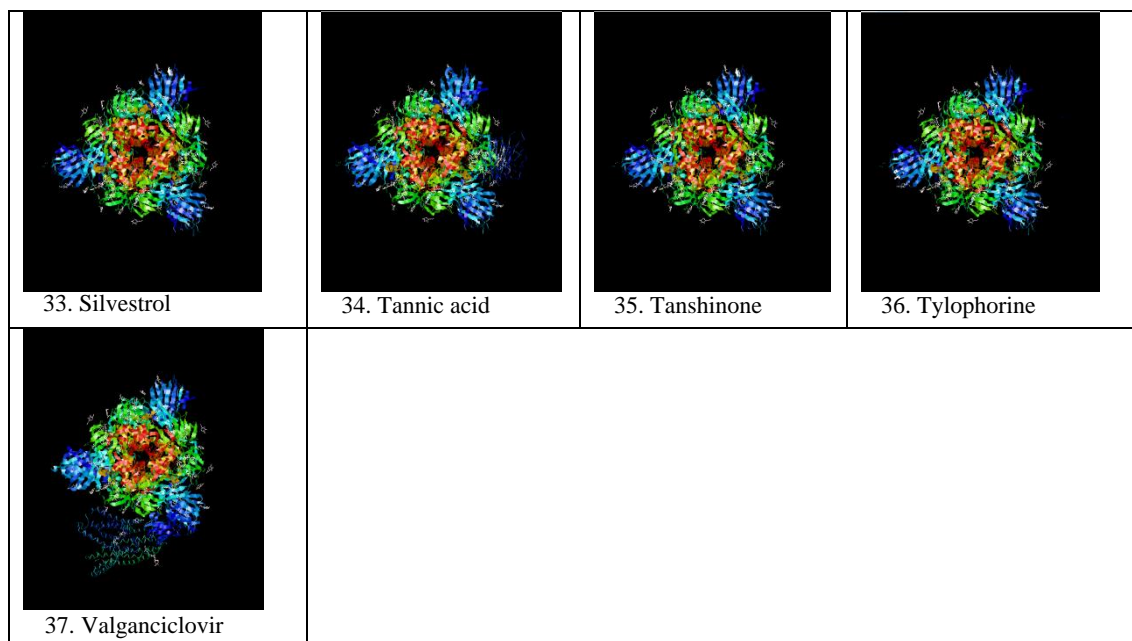 33. Silvestrol
34. Tannic acid
35. Tanshinone
36. Tylophorine
37. Valganciclovir